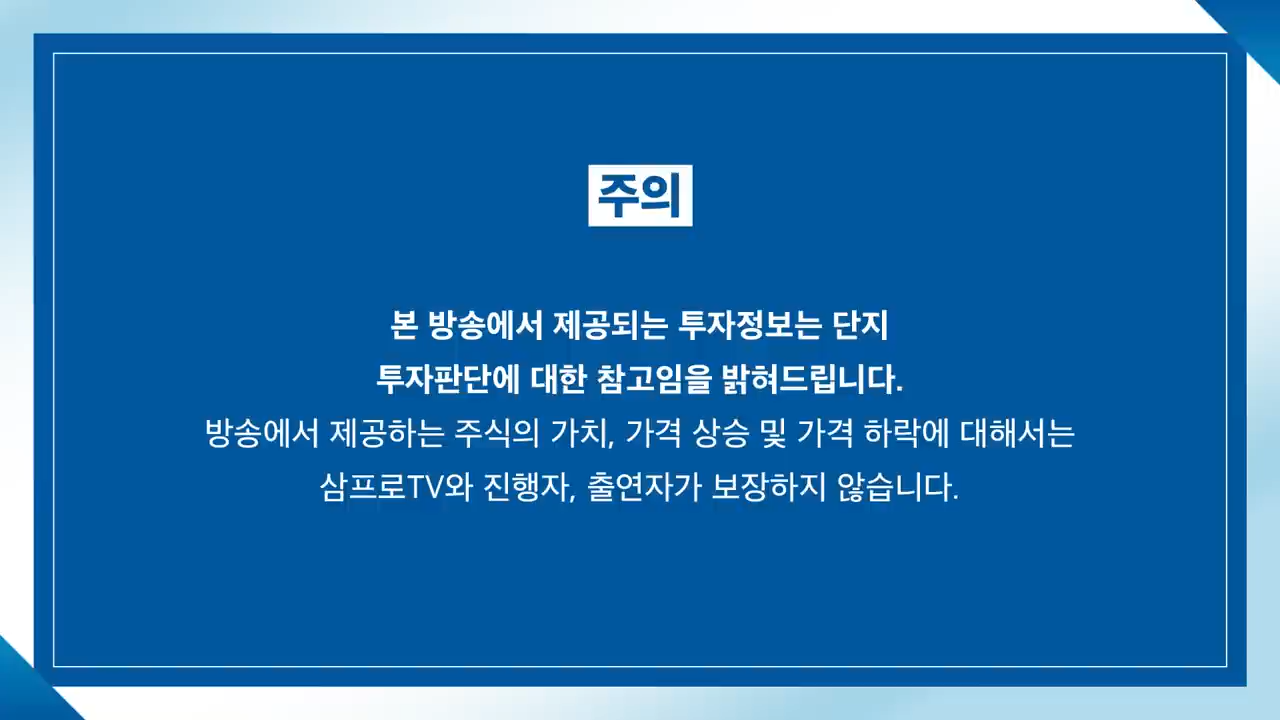 주의
본 방송에서 제공되는 투자정보는 단지
투자판단에 대한 참고임을 밝혀드립니다.
방송에서 제공하는 주식의 가치, 가격 상승 및 가격 하락에 대해서는
삼프로TV와 진행자, 출연자가 보장하지 않습니다.